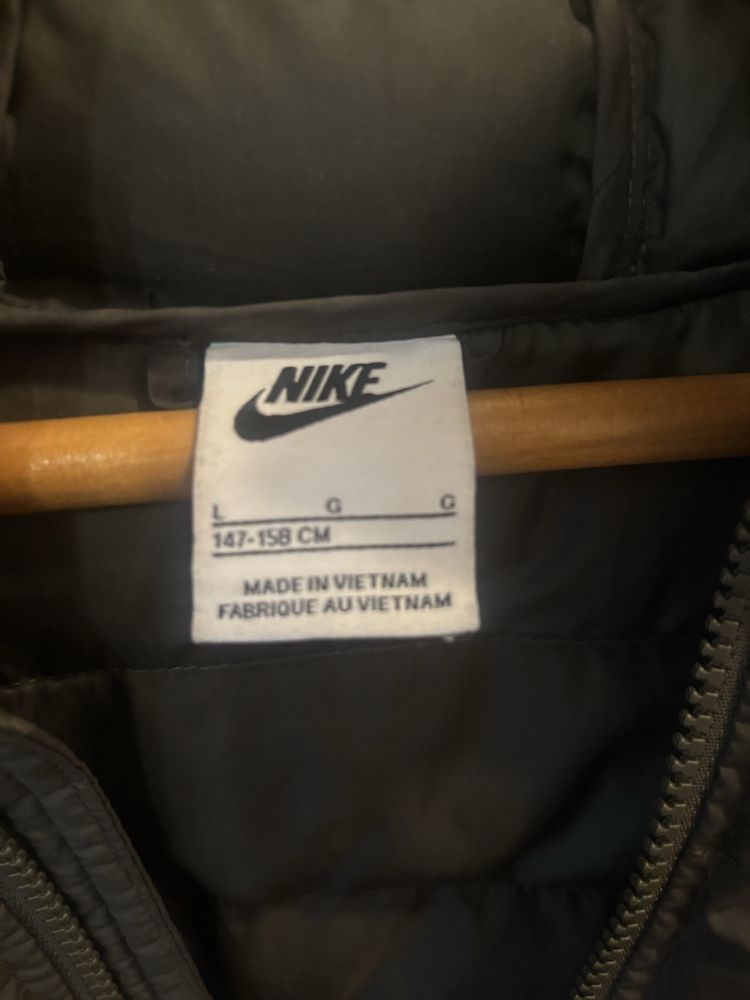 NIKE
L G G
147-158 CM
MADE IN VIETNAM
FABRIQUE AU VIETNAM